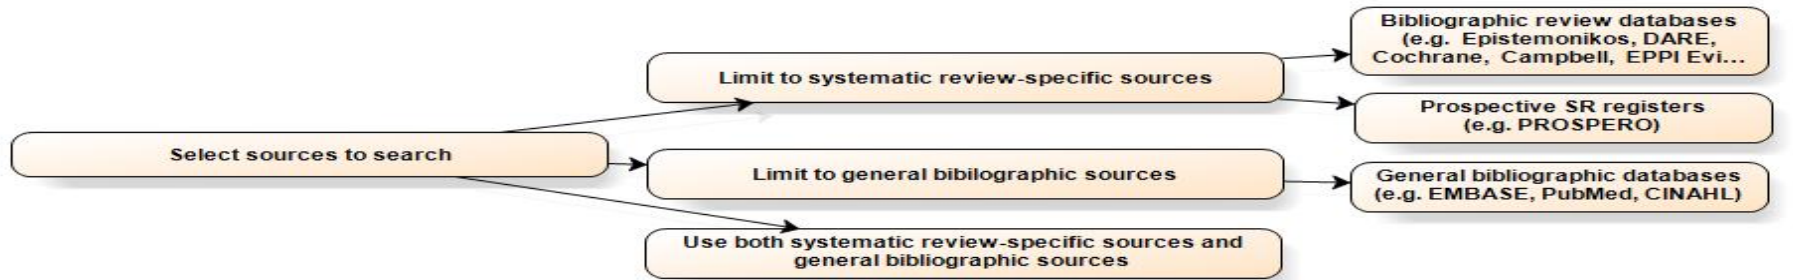 Select sources to search
Limit to systematic review-specific sources
Bibliographic review databases
(e.g. Epistemonikos, DARE,
Cochrane, Campbell, EPPI Evi...
Prospective SR registers
(e.g. PROSPERO)
Limit to general bibilographic sources
General bibliographic databases
(e.g. EMBASE, PubMed, CINAHL)
Use both systematic review-specific sources and
general bibliographic sources